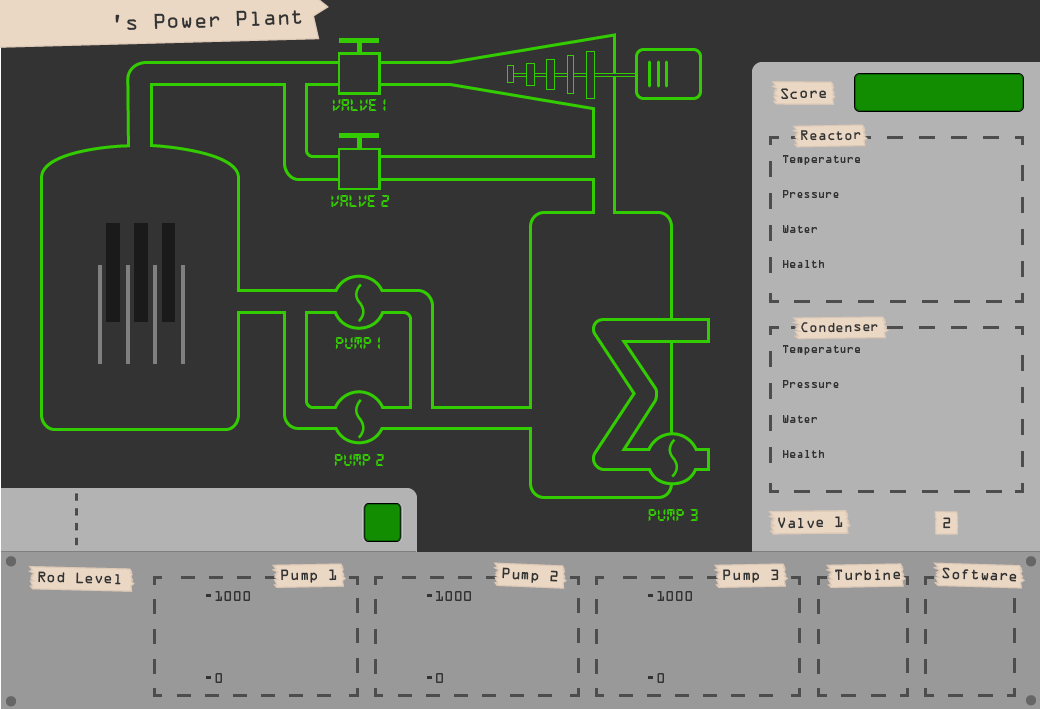 's Power Plant
VALVE 1
VALVE 2
PUMP 1
PUMP 2
PUMP 3
Score
Reactor
Temperature
Pressure
Water
Health
Condenser
Temperature
Pressure
Water
Health
Valve 1
2
Rod Level
Pump 1
-1000
-0
Pump 2
-1000
-0
Pump 3
-1000
-0
Turbine
Software